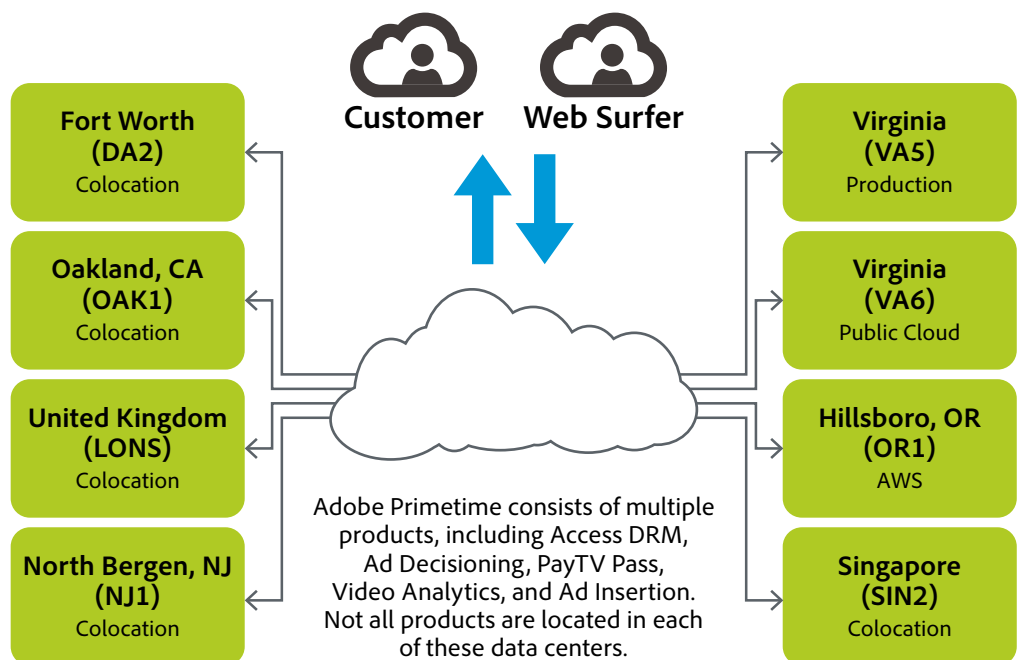 Customer
Web Surfer
Fort Worth
(DA2)
Colocation
Oakland, CA
(OAK1)
Colocation
United Kingdom
(LONS)
Colocation
North Bergen, NJ
(NJ1)
Colocation
Virginia
(VA5)
Production
Virginia
(VA6)
Public Cloud
Hillsboro, OR
(OR1)
AWS
Singapore
(SIN2)
Colocation
Adobe Primetime consists of multiple
products, including Access DRM,
Ad Decisioning, PayTV Pass,
Video Analytics, and Ad Insertion.
Not all products are located in each
of these data centers.